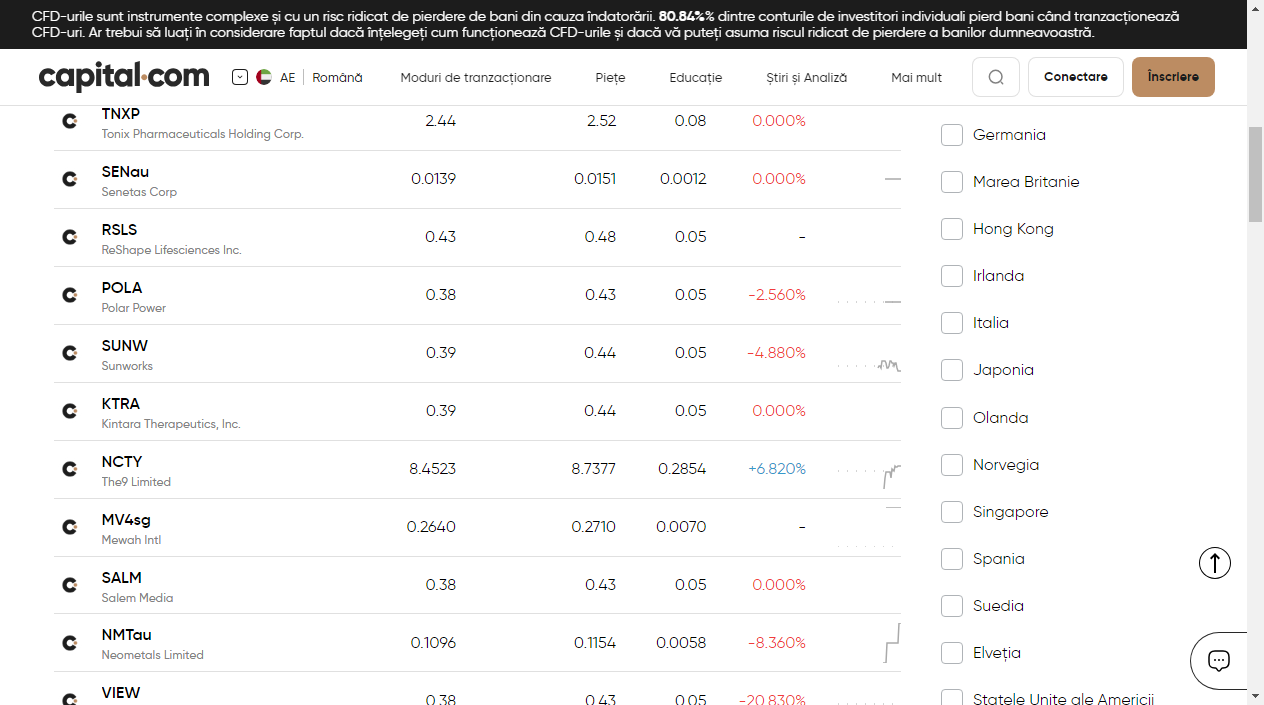 CFD-urile sunt instrumente complexe și cu un risc ridicat de pierdere de bani din cauza îndatorării. 80.84%% dintre conturile de investitori individuali pierd bani când tranzacționează
CFD-uri. Ar trebui să luați în considerare faptul dacă înțelegeți cum funcționează CFD-urile și dacă vă puteți asuma riscul ridicat de pierdere a banilor dumneavoastră.
capital.com AE Română Moduri de tranzacționare Piețe Educație Știri și Analiză Mai mult Conectare Înscriere
TNXP 2.44 2.52 0.08 0.000%
Tonix Pharmaceuticals Holding Corp.
SENau 0.0139 0.0151 0.0012 0.000%
Senetas Corp
RSLS 0.43 0.48 0.05 -
ReShape Lifesciences Inc.
POLA 0.38 0.43 0.05 -2.560%
Polar Power
SUNW 0.39 0.44 0.05 -4.880%
Sunworks
KTRA 0.39 0.44 0.05 0.000%
Kintara Therapeutics, Inc.
NCTY 8.4523 8.7377 0.2854 +6.820%
The9 Limited
MV4sg 0.2640 0.2710 0.0070 -
Mewah Intl
SALM 0.38 0.43 0.05 0.000%
Salem Media
NMTau 0.1096 0.1154 0.0058 -8.360%
Neometals Limited
VIEW 0.38 0.43 0.05 -20.830%
Germania
Marea Britanie
Hong Kong
Irlanda
Italia
Japonia
Olanda
Norvegia
Singapore
Spania
Suedia
Elveția
Statele Unite ale Americii